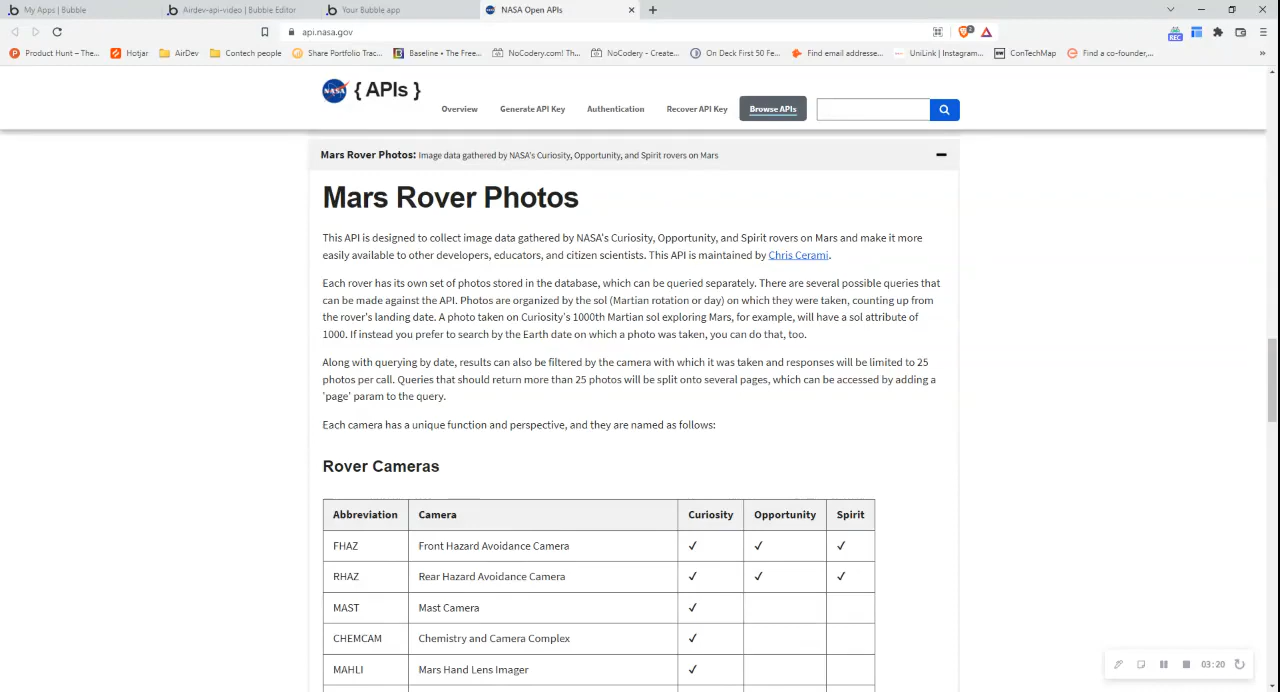 My Apps | Bubble
Airdev-api-video | Bubble Editor
Your Bubble app
NASA Open APIs
api.nasa.gov
Product Hunt – The...
Hotjar
AirDev
Contech people
Share Portfolio Trac...
Baseline • The Free...
NoCodery.com! Th...
NoCodery - Create...
On Deck First 50 Fe...
Find email addresse...
UniLink | Instagram...
ConTechMap
Find a co-founder,...
REC
NASA { APIs }
Overview
Generate API Key
Authentication
Recover API Key
Browse APIs
Mars Rover Photos: Image data gathered by NASA's Curiosity, Opportunity, and Spirit rovers on Mars
Mars Rover Photos
This API is designed to collect image data gathered by NASA's Curiosity, Opportunity, and Spirit rovers on Mars and make it more
easily available to other developers, educators, and citizen scientists. This API is maintained by Chris Cerami.
Each rover has its own set of photos stored in the database, which can be queried separately. There are several possible queries that
can be made against the API. Photos are organized by the sol (Martian rotation or day) on which they were taken, counting up from
the rover's landing date. A photo taken on Curiosity's 1000th Martian sol exploring Mars, for example, will have a sol attribute of
1000. If instead you prefer to search by the Earth date on which a photo was taken, you can do that, too.
Along with querying by date, results can also be filtered by the camera with which it was taken and responses will be limited to 25
photos per call. Queries that should return more than 25 photos will be split onto several pages, which can be accessed by adding a
'page' param to the query.
Each camera has a unique function and perspective, and they are named as follows:
Rover Cameras
Abbreviation Camera Curiosity Opportunity Spirit
FHAZ Front Hazard Avoidance Camera ✓ ✓ ✓
RHAZ Rear Hazard Avoidance Camera ✓ ✓ ✓
MAST Mast Camera ✓
CHEMCAM Chemistry and Camera Complex ✓
MAHLI Mars Hand Lens Imager ✓
03:20